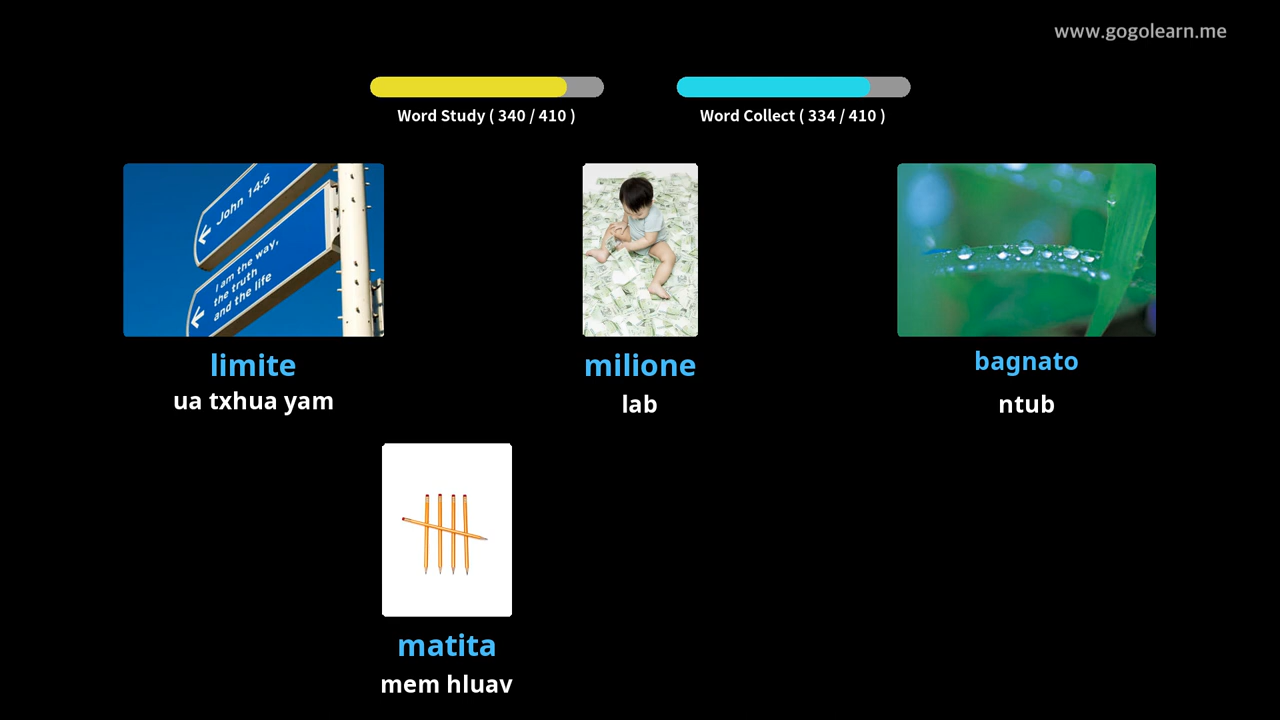 www.gogolearn.me
Word Study ( 340 / 410 )
Word Collect ( 334 / 410 )
John 14:6
I am the way,
the truth
and the life
limite
ua txhua yam
milione
lab
bagnato
ntub
matita
mem hluav